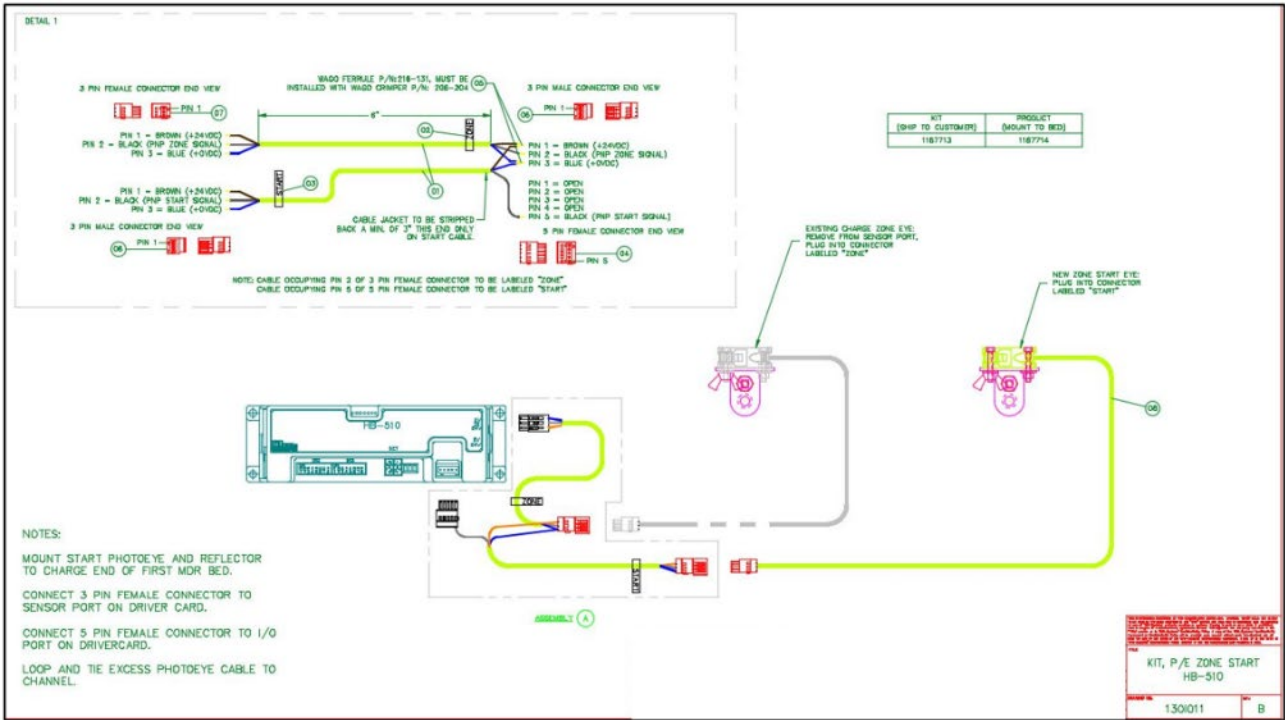 DETAIL 1
WAGO FERRULE P/N:216-131, MUST BE
INSTALLED WITH WAGO CRIMPER P/N: 206-204
05
3 PIN FEMALE CONNECTOR END VIEW
3 PIN MALE CONNECTOR END VIEW
PIN 1
07
06
PIN 1
6"
02
ZONE
PIN 1 = BROWN (+24VDC)
PIN 2 = BLACK (PNP ZONE SIGNAL)
PIN 3 = BLUE (+0VDC)
PIN 1 = BROWN (+24VDC)
PIN 2 = BLACK (PNP ZONE SIGNAL)
PIN 3 = BLUE (+0VDC)
03
START
01
PIN 1 = BROWN (+24VDC)
PIN 2 = BLACK (PNP START SIGNAL)
PIN 3 = BLUE (+0VDC)
PIN 1 = OPEN
PIN 2 = OPEN
PIN 3 = OPEN
PIN 4 = OPEN
PIN 5 = BLACK (PNP START SIGNAL)
CABLE JACKET TO BE STRIPPED
BACK A MIN. OF 3" THIS END ONLY
ON START CABLE.
3 PIN MALE CONNECTOR END VIEW
5 PIN FEMALE CONNECTOR END VIEW
PIN 1
04
PIN 5
NOTE: CABLE OCCUPYING PIN 2 OF 3 PIN FEMALE CONNECTOR TO BE LABELED "ZONE"
CABLE OCCUPYING PIN 5 OF 5 PIN FEMALE CONNECTOR TO BE LABELED "START"
KIT PRODUCT
(SHIP TO CUSTOMER) (MOUNT TO BED)
1187713 1187714
EXISTING CHARGE ZONE EYE:
REMOVE FROM SENSOR PORT,
PLUG INTO CONNECTOR
LABELED "ZONE"
NEW ZONE START EYE:
PLUG INTO CONNECTOR
LABELED "START"
08
HB-510
SET
ZONE
START
ASSEMBLY A
NOTES:
MOUNT START PHOTOEYE AND REFLECTOR
TO CHARGE END OF FIRST MDR BED.
CONNECT 3 PIN FEMALE CONNECTOR TO
SENSOR PORT ON DRIVER CARD.
CONNECT 5 PIN FEMALE CONNECTOR TO I/O
PORT ON DRIVERCARD.
LOOP AND TIE EXCESS PHOTOEYE CABLE TO
CHANNEL.
TITLE
KIT, P/E ZONE START
HB-510
1301011
B